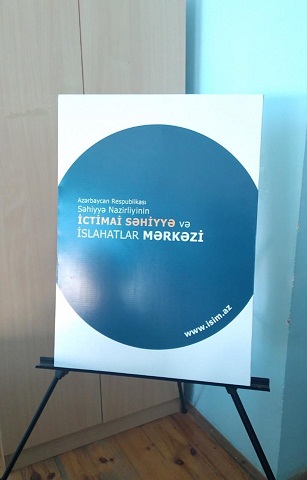 Azərbaycan Respublikası
Səhiyyə Nazirliyinin
İCTİMAİ SƏHİYYƏ və
İSLAHATLAR MƏRKƏZİ
www.isim.az